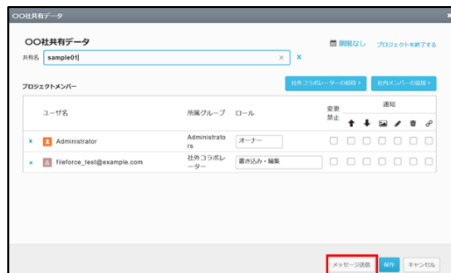 〇〇社共有データ
〇〇社共有データ
期限なし
プロジェクトを終了する
共有名
sample01
プロジェクトメンバー
社外コラボレーターの招待
社内メンバーの追加
ユーザ名
所属グループ
ロール
変更禁止
通知
Administrator
Administrators
オーナー
fileforce_test@example.com
社外コラボレーター
書き込み・編集
メッセージ送信
保存
キャンセル